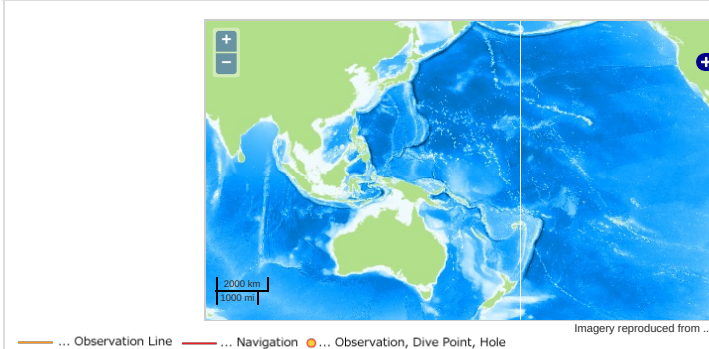 +
−
2000 km
1000 mi
Imagery reproduced from ..
... Observation Line ... Navigation ... Observation, Dive Point, Hole